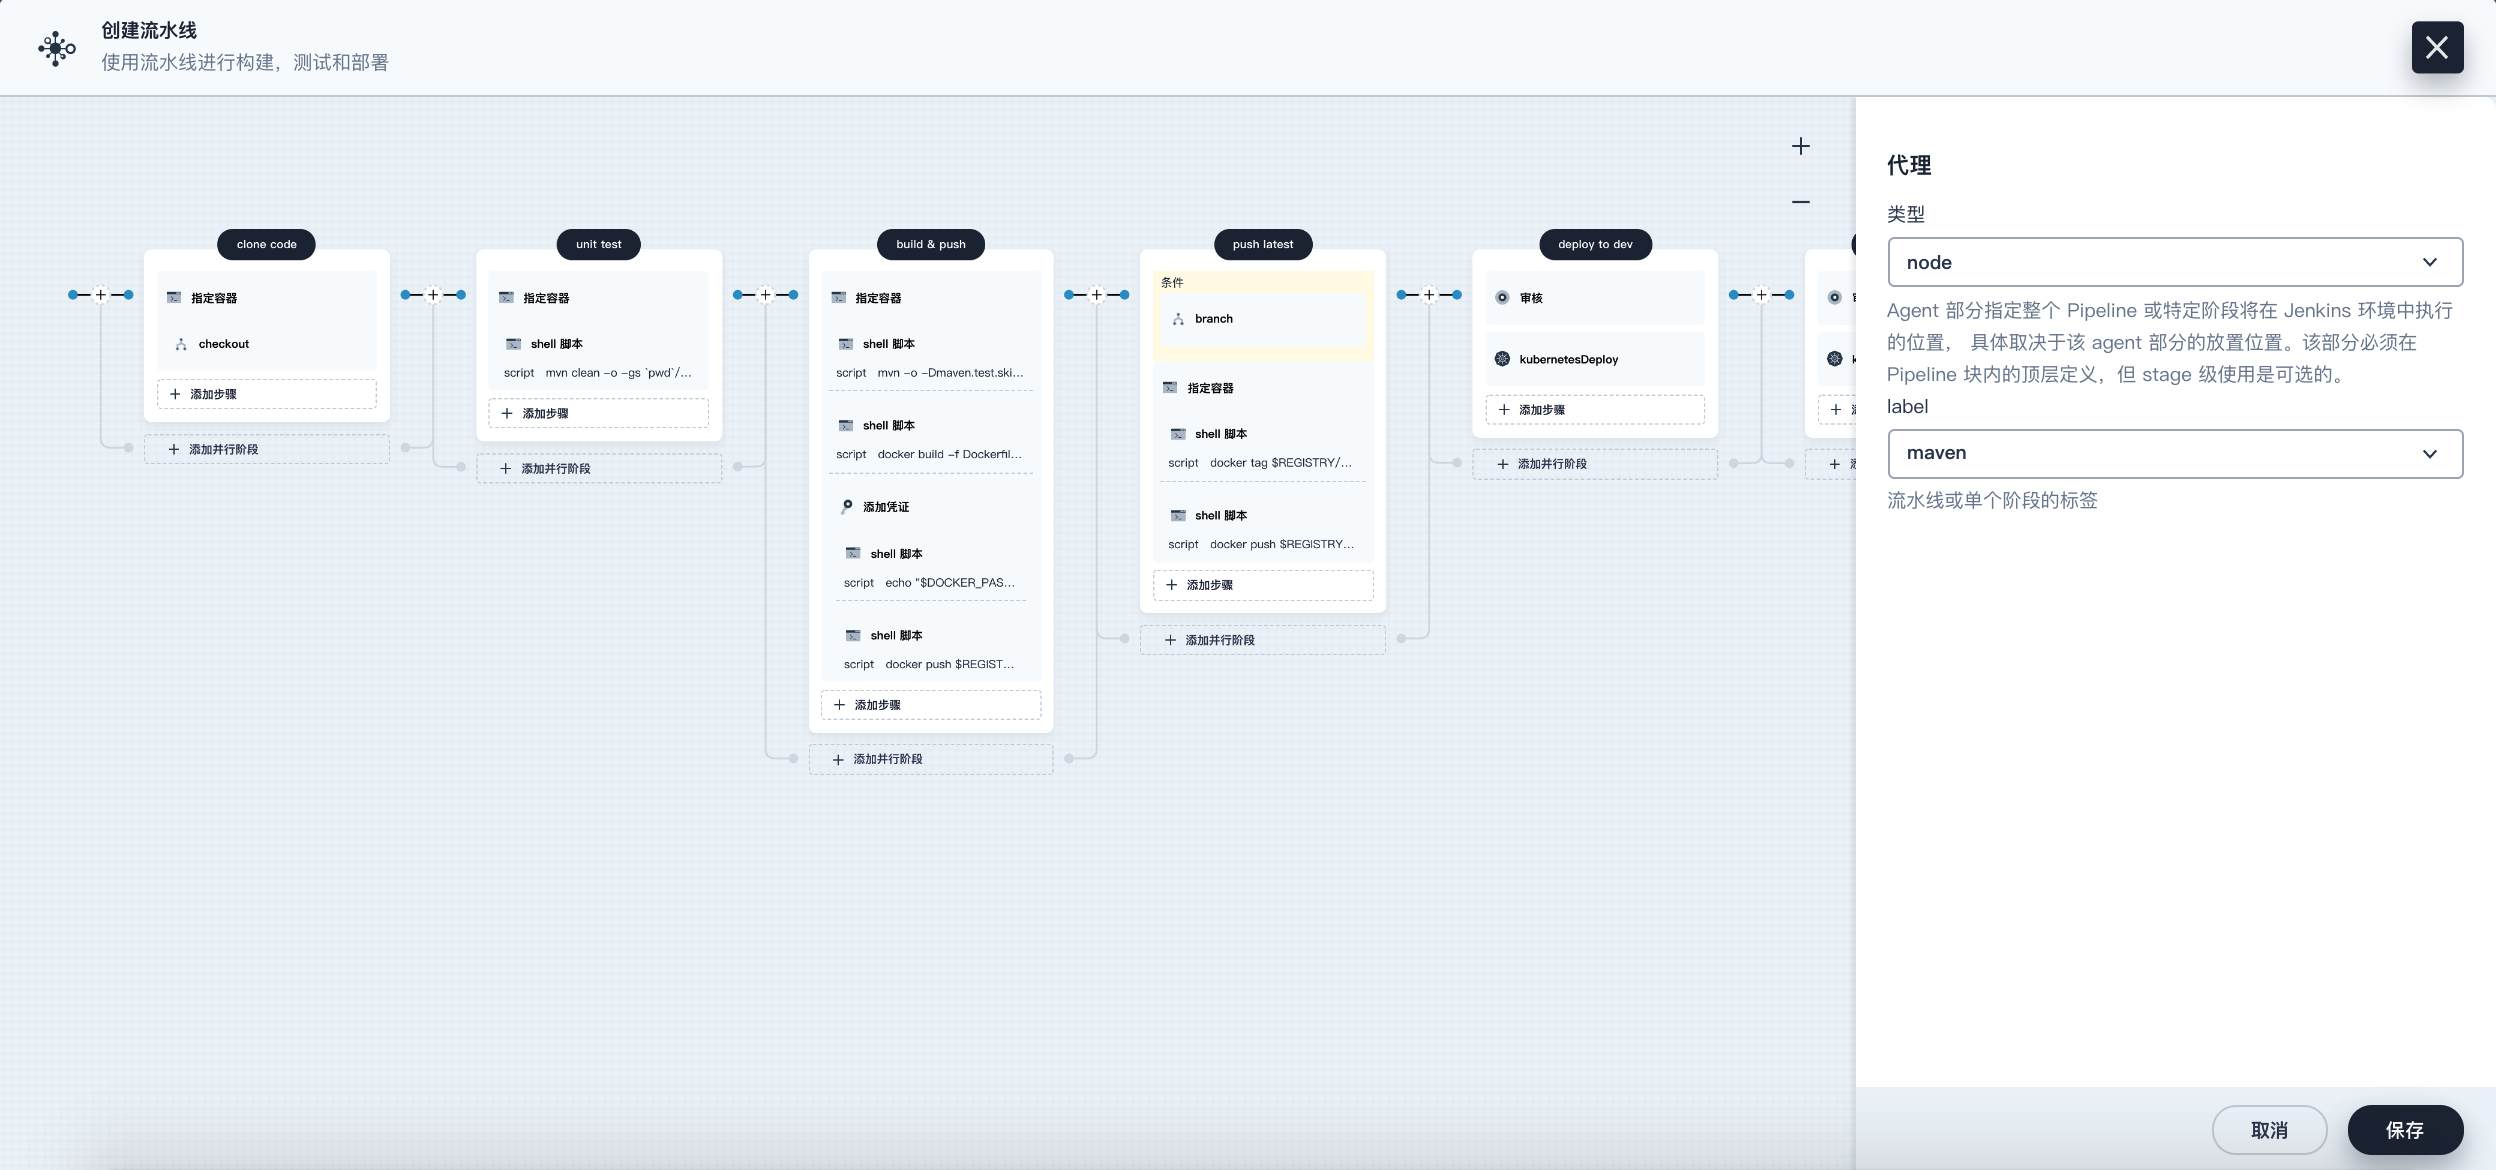 创建流水线
使用流水线进行构建，测试和部署
clone code
指定容器
checkout
添加步骤
添加并行阶段
unit test
指定容器
shell 脚本
script mvn clean -o -gs `pwd`/...
添加步骤
添加并行阶段
build & push
指定容器
shell 脚本
script mvn -o -Dmaven.test.ski...
shell 脚本
script docker build -f Dockerfil...
添加凭证
shell 脚本
script echo "$DOCKER_PAS...
shell 脚本
script docker push $REGIST...
添加步骤
添加并行阶段
push latest
条件
branch
指定容器
shell 脚本
script docker tag $REGISTRY/...
shell 脚本
script docker push $REGISTRY...
添加步骤
添加并行阶段
deploy to dev
审核
kubernetesDeploy
添加步骤
添加并行阶段
代理
类型
node
Agent 部分指定整个 Pipeline 或特定阶段将在 Jenkins 环境中执行
的位置， 具体取决于该 agent 部分的放置位置。该部分必须在
Pipeline 块内的顶层定义，但 stage 级使用是可选的。
label
maven
流水线或单个阶段的标签
取消
保存